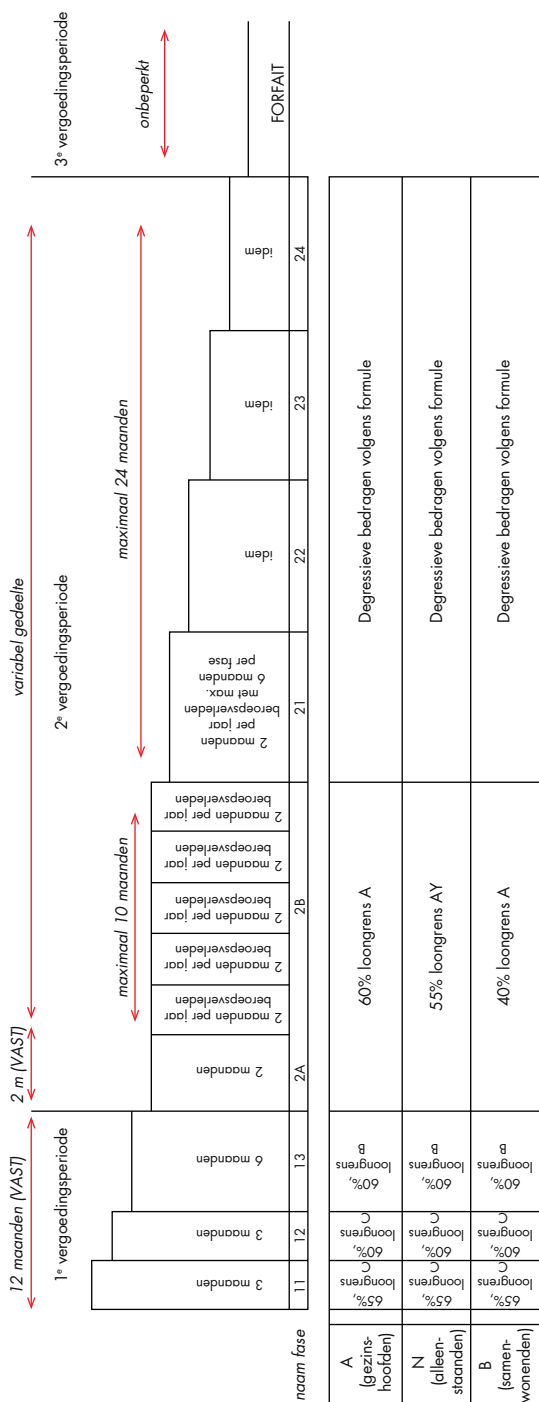 12 maanden (VAST)
2 m (VAST)
variabel gedeelte
1e vergoedingsperiode
2e vergoedingsperiode
3e vergoedingsperiode
maximaal 10 maanden
maximaal 24 maanden
onbeperkt
3 maanden
3 maanden
6 maanden
2 maanden
2 maanden per jaar
beroepsverleden
2 maanden per jaar
beroepsverleden
2 maanden per jaar
beroepsverleden
2 maanden per jaar
beroepsverleden
2 maanden per jaar
beroepsverleden
2 maanden
per jaar
beroepsverleden
met max.
6 maanden
per fase
idem
idem
idem
FORFAIT
naam fase
11
12
13
2A
2B
21
22
23
24
A
(gezins-
hoofden)
65%,
loongrens
C
60%,
loongrens
C
60%,
loongrens
B
60% loongrens A
Degressieve bedragen volgens formule
N
(alleen-
staanden)
65%,
loongrens
C
60%,
loongrens
C
60%,
loongrens
B
55% loongrens AY
Degressieve bedragen volgens formule
B
(samen-
wonenden)
65%,
loongrens
C
60%,
loongrens
C
60%,
loongrens
B
40% loongrens A
Degressieve bedragen volgens formule